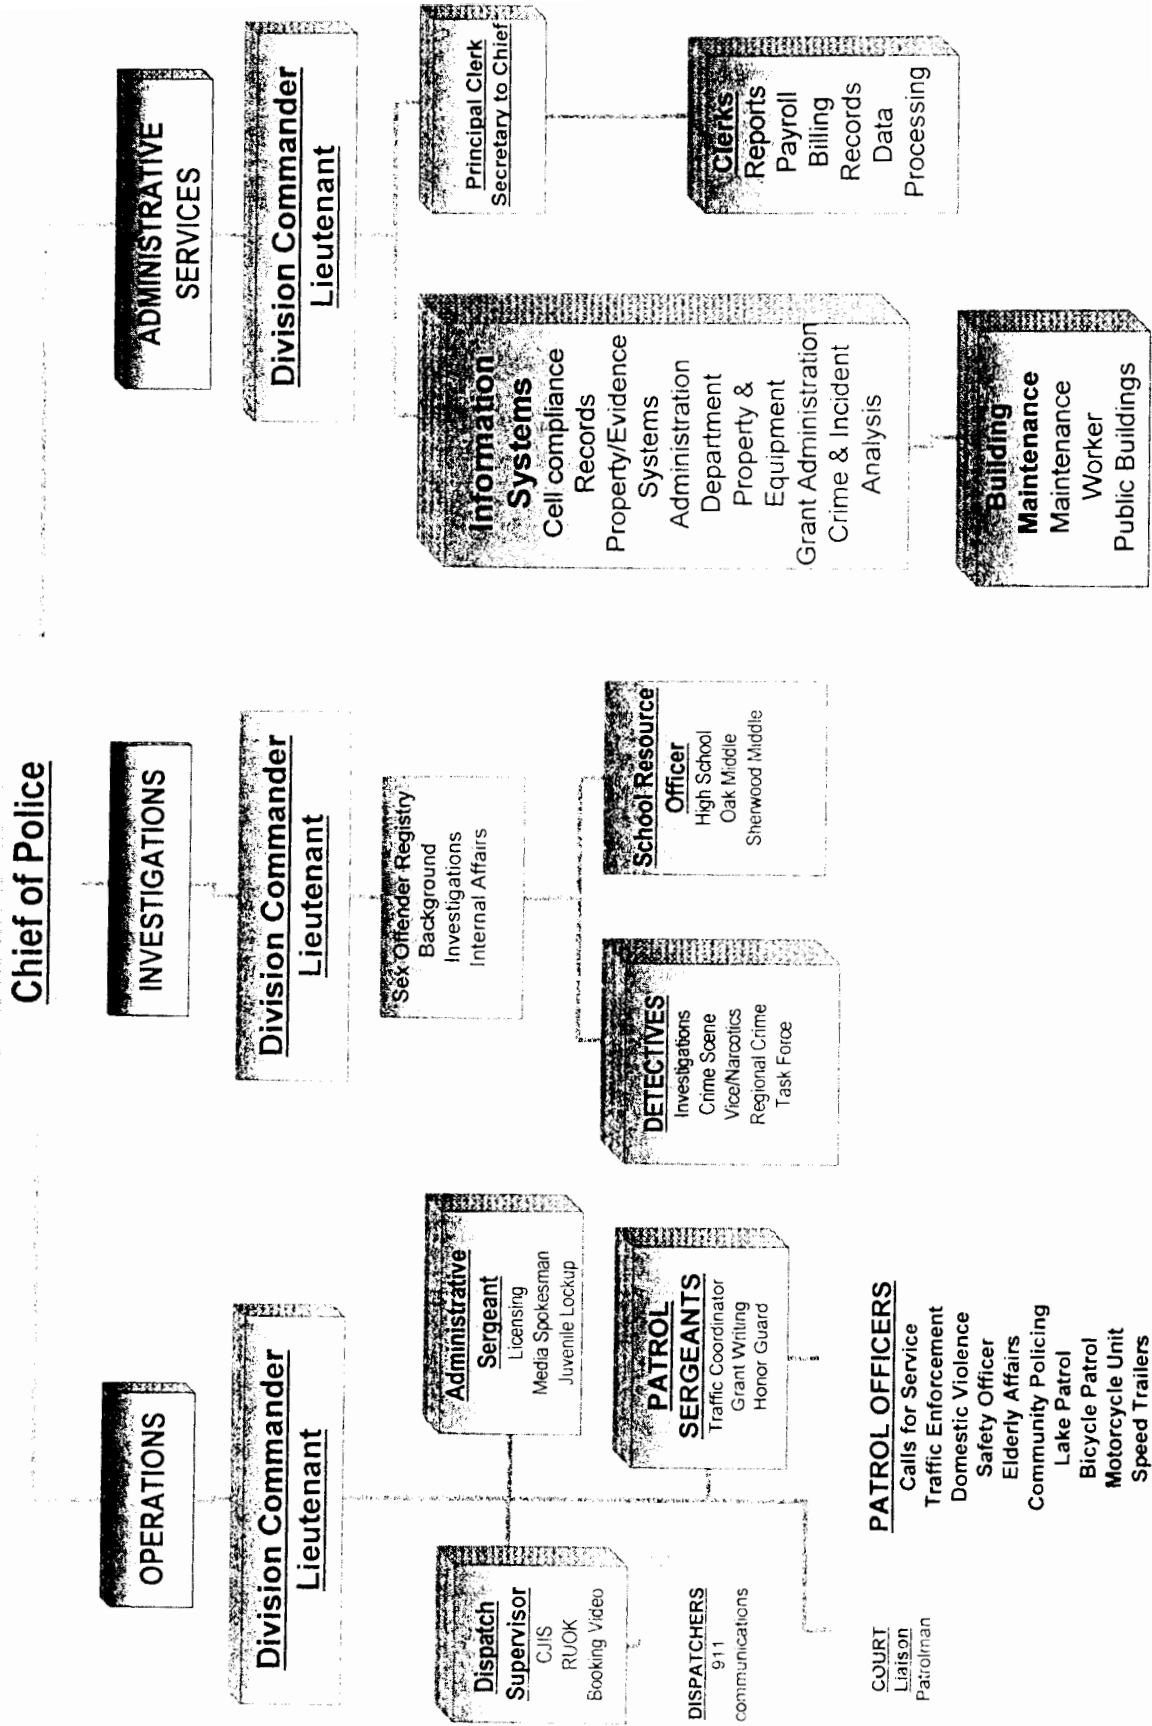 Chief of Police
OPERATIONS
Division Commander
Lieutenant
Dispatch
Supervisor
CJIS
RUOK
Booking Video
DISPATCHERS
911
communications
Administrative
Sergeant
Licensing
Media Spokesman
Juvenile Lockup
PATROL
SERGEANTS
Traffic Coordinator
Grant Writing
Honor Guard
COURT
Liaison
Patrolman
PATROL OFFICERS
Calls for Service
Traffic Enforcement
Domestic Violence
Safety Officer
Elderly Affairs
Community Policing
Lake Patrol
Bicycle Patrol
Motorcycle Unit
Speed Trailers
INVESTIGATIONS
Division Commander
Lieutenant
Sex Offender Registry
Background
Investigations
Internal Affairs
DETECTIVES
Investigations
Crime Scene
Vice/Narcotics
Regional Crime
Task Force
School Resource
Officer
High School
Oak Middle
Sherwood Middle
ADMINISTRATIVE
SERVICES
Division Commander
Lieutenant
Information
Systems
Cell compliance
Records
Property/Evidence
Systems
Administration
Department
Property &
Equipment
Grant Administration
Crime & Incident
Analysis
Building
Maintenance
Maintenance
Worker
Public Buildings
Principal Clerk
Secretary to Chief
Clerks
Reports
Payroll
Billing
Records
Data
Processing